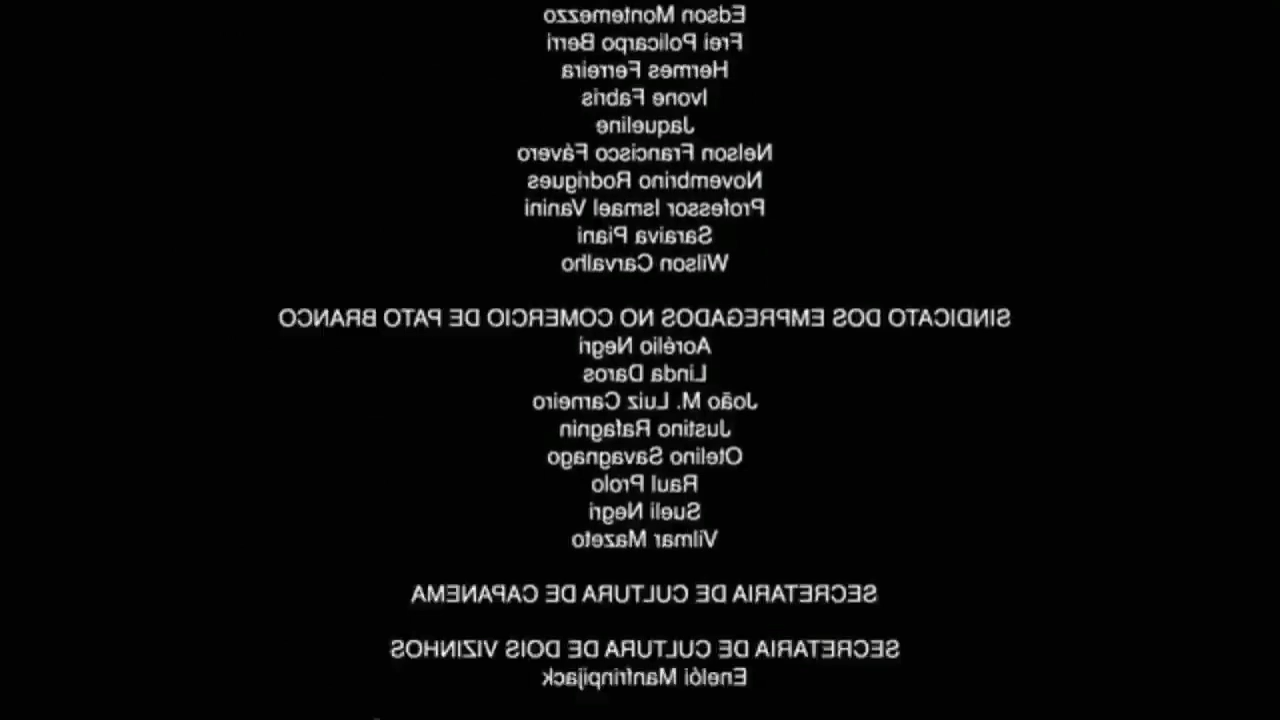 Edson Montemezzo
Frei Policarpo Berri
Hermes Ferreira
Ivone Fabris
Jaqueline
Nelson Francisco Fávero
Novembrino Rodrigues
Professor Ismael Vanini
Saraiva Piani
Wilson Carvalho
SINDICATO DOS EMPREGADOS NO COMERCIO DE PATO BRANCO
Aorélio Negri
Linda Daros
João M. Luiz Carneiro
Justino Rafagnin
Otelino Savagnago
Raul Prolo
Sueli Negri
Vilmar Mazeto
SECRETARIA DE CULTURA DE CAPANEMA
SECRETARIA DE CULTURA DE DOIS VIZINHOS
Enelói Manfrinpijack